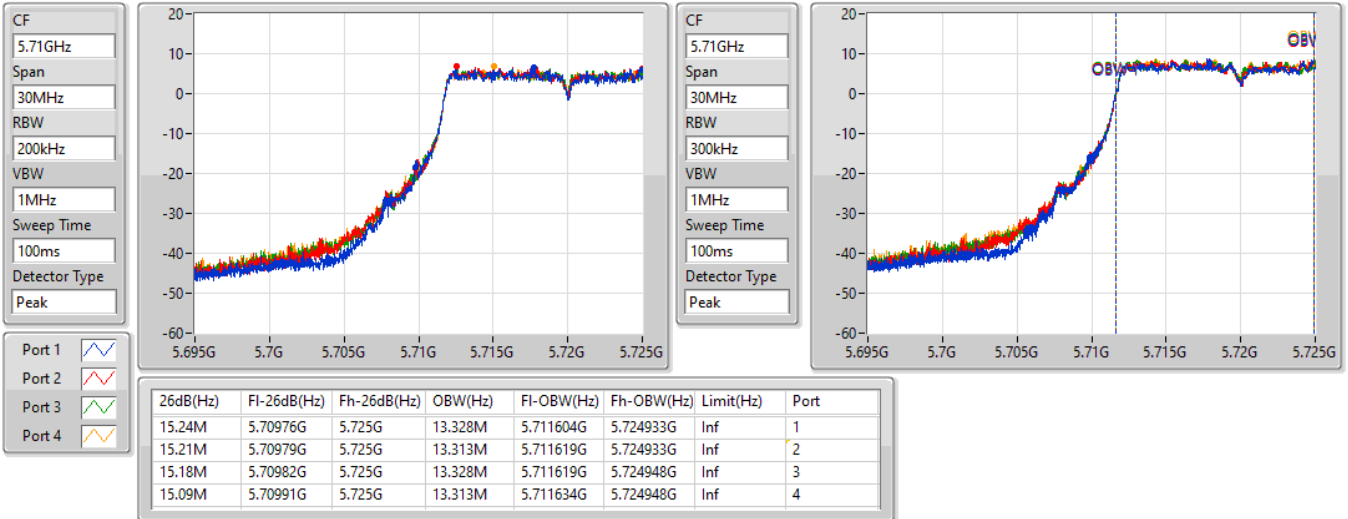 CF
5.71GHz
Span
30MHz
RBW
200kHz
VBW
1MHz
Sweep Time
100ms
Detector Type
Peak
20
10
0
-10
-20
-30
-40
-50
-60
5.695G 5.7G 5.705G 5.71G 5.715G 5.72G 5.725G
CF
5.71GHz
Span
30MHz
RBW
300kHz
VBW
1MHz
Sweep Time
100ms
Detector Type
Peak
20
10
0
-10
-20
-30
-40
-50
-60
OBW
OBW
5.695G 5.7G 5.705G 5.71G 5.715G 5.72G 5.725G
Port 1
Port 2
Port 3
Port 4
26dB(Hz) Fl-26dB(Hz) Fh-26dB(Hz) OBW(Hz) Fl-OBW(Hz) Fh-OBW(Hz) Limit(Hz) Port
15.24M 5.70976G 5.725G 13.328M 5.711604G 5.724933G Inf 1
15.21M 5.70979G 5.725G 13.313M 5.711619G 5.724933G Inf 2
15.18M 5.70982G 5.725G 13.328M 5.711619G 5.724948G Inf 3
15.09M 5.70991G 5.725G 13.313M 5.711634G 5.724948G Inf 4